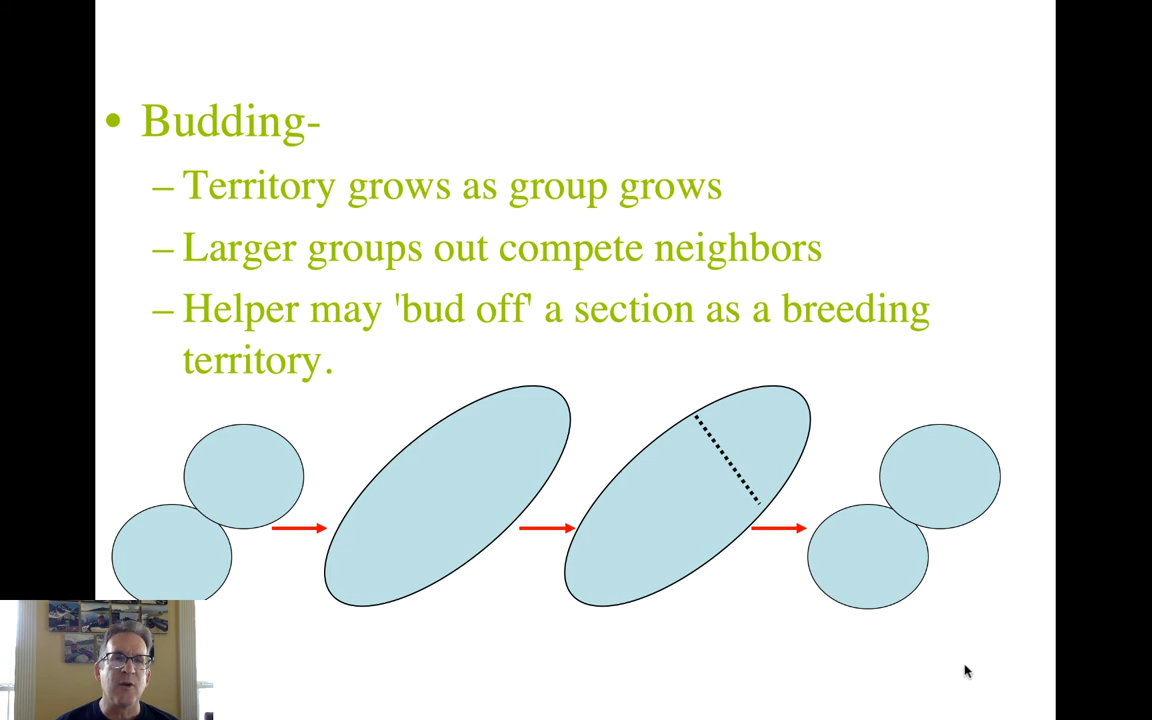 • Budding-
– Territory grows as group grows
– Larger groups out compete neighbors
– Helper may 'bud off' a section as a breeding
territory.